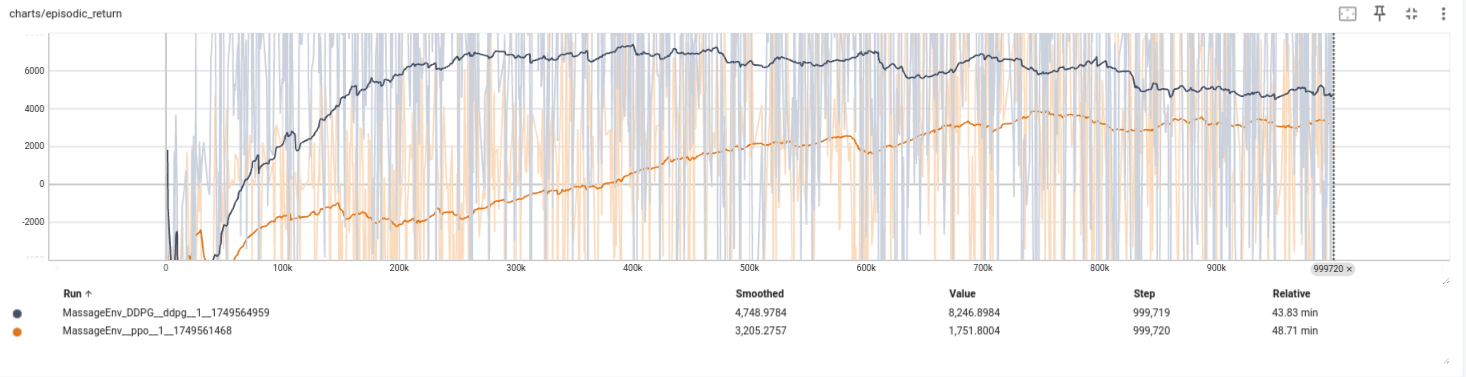 charts/episodic_return
6000
4000
2000
0
-2000
0 100k 200k 300k 400k 500k 600k 700k 800k 900k 999720 ×
Run ↑ Smoothed Value Step Relative
MassageEnv_DDPG__ddpg__1__1749564959 4,748.9784 8,246.8984 999,719 43.83 min
MassageEnv__ppo__1__1749561468 3,205.2757 1,751.8004 999,720 48.71 min